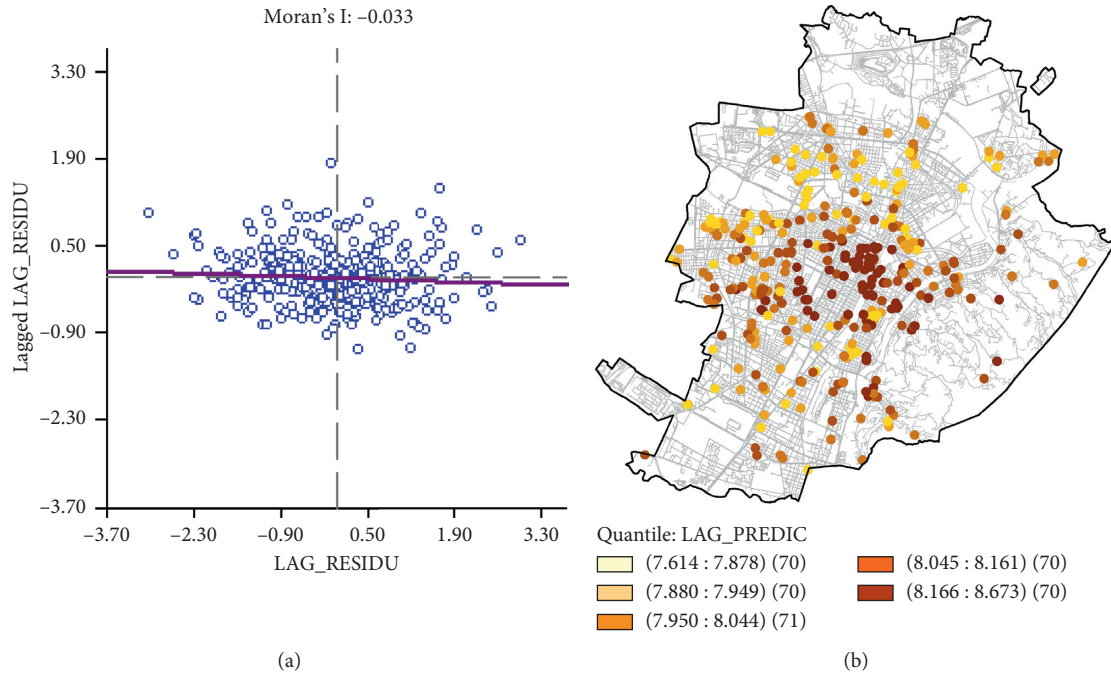 Moran's I: –0.033
3.30
1.90
0.50
–0.90
–2.30
–3.70
Lagged LAG_RESIDU
–3.70 –2.30 –0.90 0.50 1.90 3.30
LAG_RESIDU
(a)
Quantile: LAG_PREDIC
(7.614 : 7.878) (70)
(7.880 : 7.949) (70)
(7.950 : 8.044) (71)
(8.045 : 8.161) (70)
(8.166 : 8.673) (70)
(b)